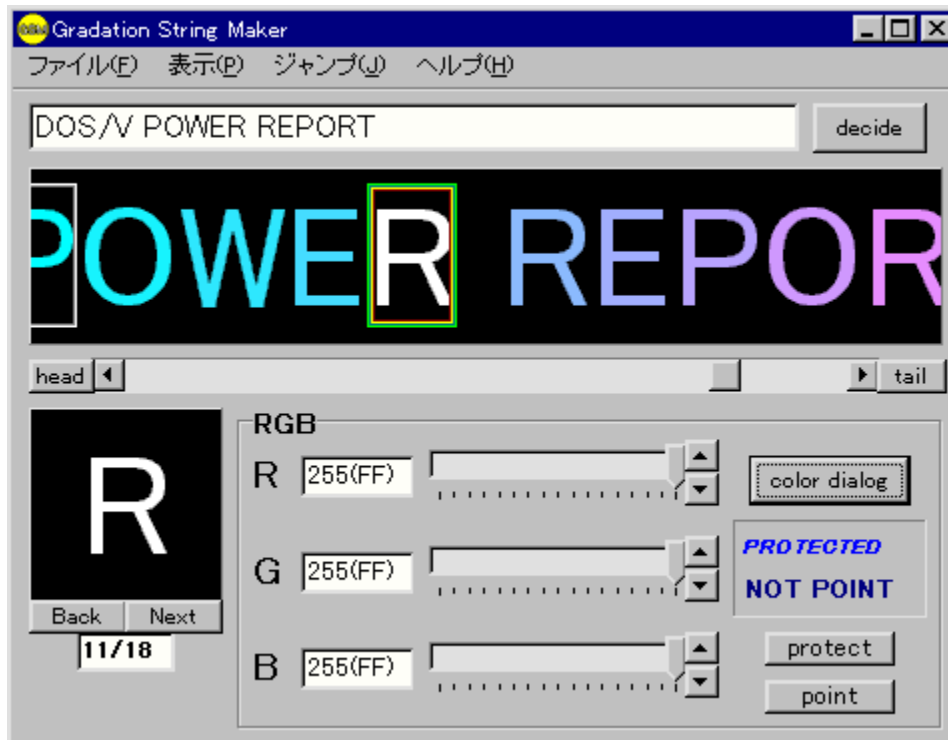 Gradation String Maker
ファイル(F) 表示(P) ジャンプ(J) ヘルプ(H)
DOS/V POWER REPORT decide
POWER REPOR
head tail
R
Back Next
11/18
RGB
R 255(FF) color dialog
G 255(FF) PROTECTED
NOT POINT
B 255(FF) protect
point